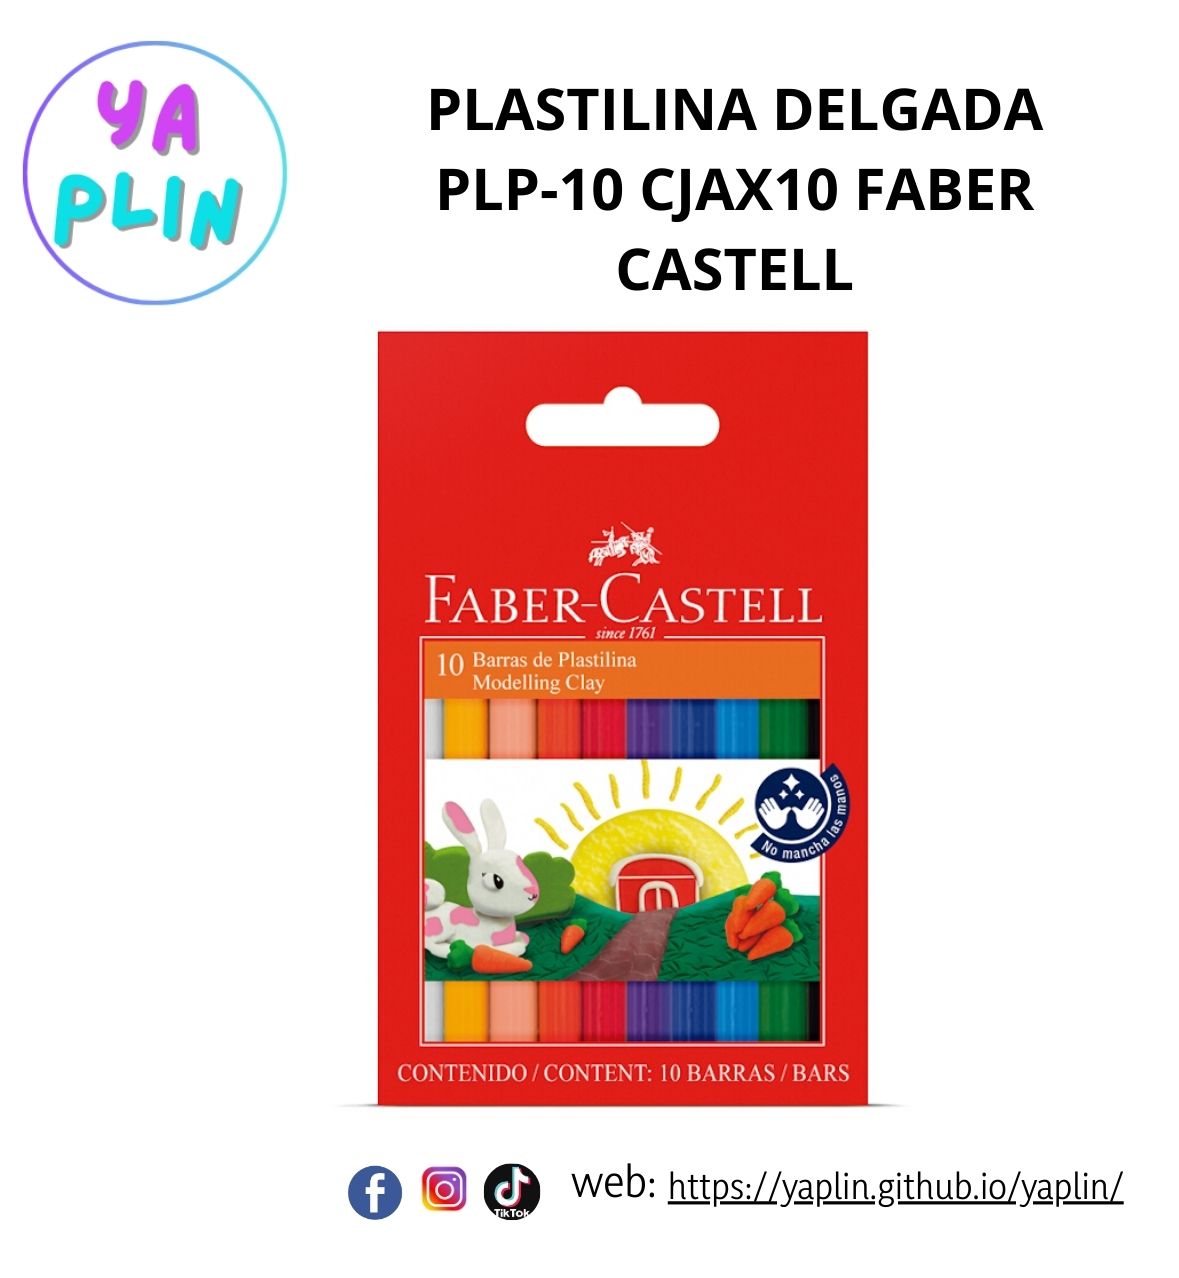 YA
PLIN
PLASTILINA DELGADA
PLP-10 CJAX10 FABER
CASTELL
FABER-CASTELL
since 1761
10 Barras de Plastilina
Modelling Clay
No mancha las manos
CONTENIDO / CONTENT: 10 BARRAS / BARS
TikTok
web: https://yaplin.github.io/yaplin/